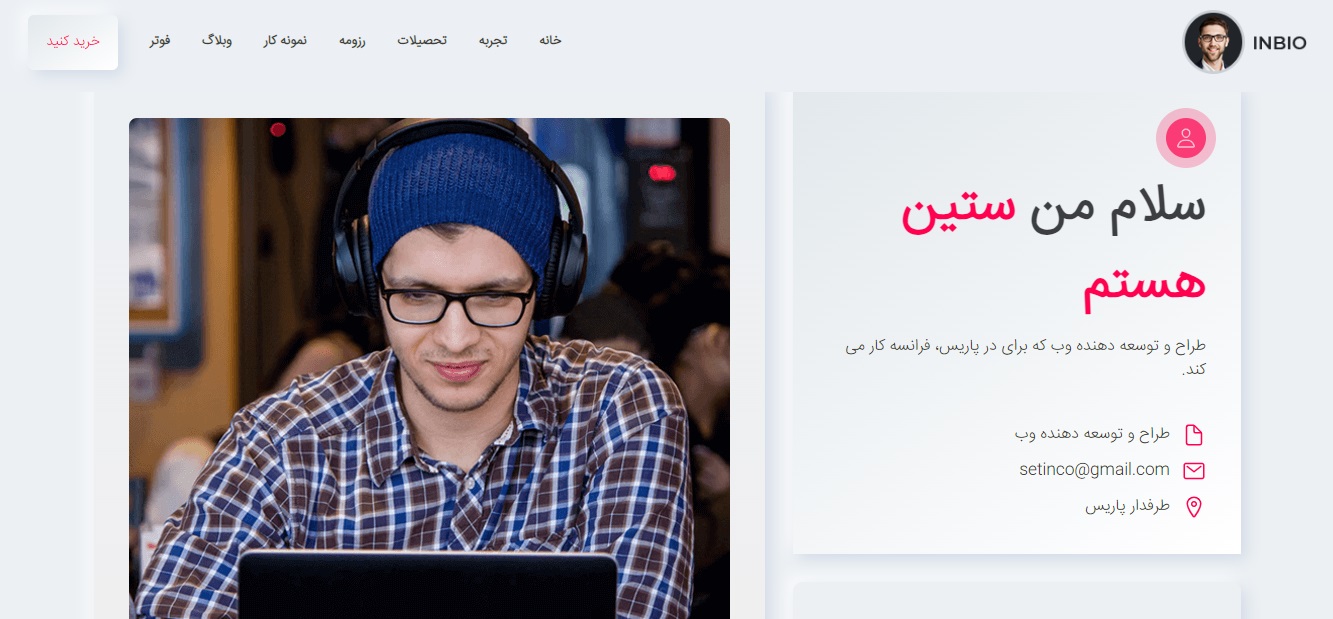 INBIO
خانه
تجربه
تحصیلات
رزومه
نمونه کار
وبلاگ
فوتر
خرید کنید
سلام من ستین
هستم
طراح و توسعه دهنده وب که برای در پاریس، فرانسه کار می
کند.
طراح و توسعه دهنده وب
setinco@gmail.com
طرفدار پاریس